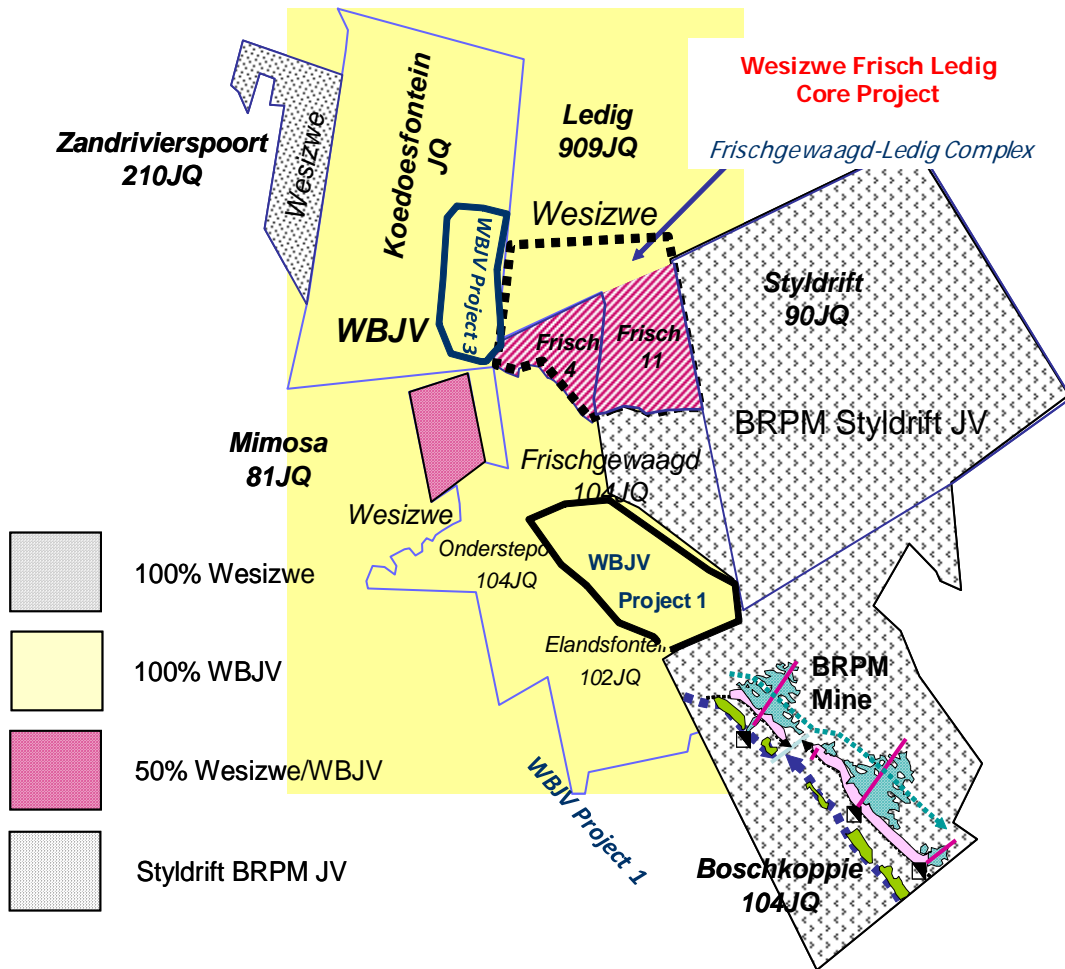 Wesizwe Frisch Ledig
Core Project
Frischgewaagd-Ledig Complex
Zandrivierspoort
210JQ
Wesizwe
Koedoesfontein
JQ
Ledig
909JQ
Wesizwe
WBJV Project 3
WBJV
Styldrift
90JQ
Frisch
4
Frisch
11
BRPM Styldrift JV
Mimosa
81JQ
Wesizwe
Frischgewaagd
104JQ
Onderstepo
104JQ
WBJV
Project 1
Elandsfontein
102JQ
WBJV Project 1
BRPM
Mine
Boschkoppie
104JQ
100% Wesizwe
100% WBJV
50% Wesizwe/WBJV
Styldrift BRPM JV